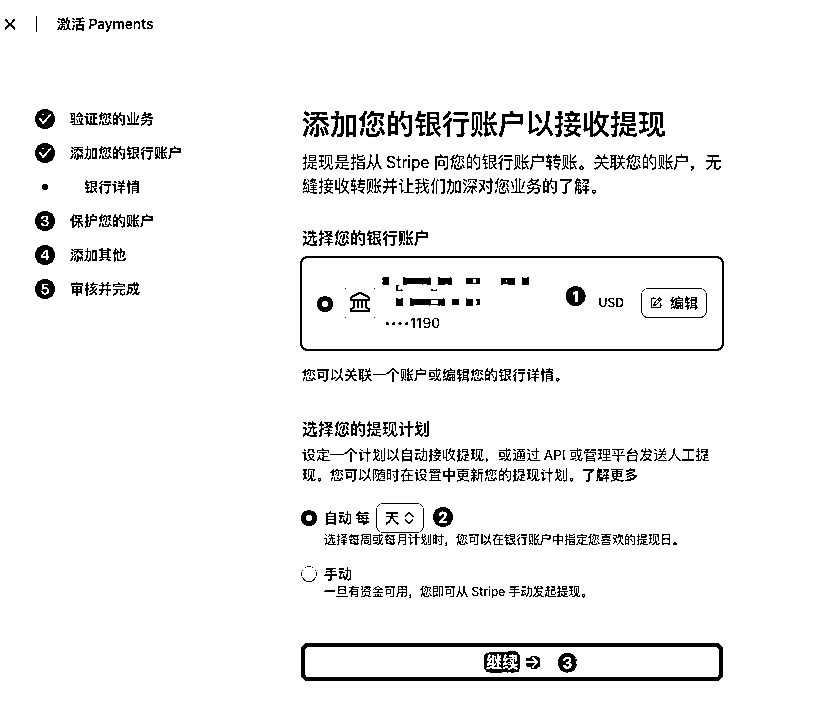 激活 Payments
验证您的业务
添加您的银行账户
银行详情
3 保护您的账户
4 添加其他
5 审核并完成
添加您的银行账户以接收提现
提现是指从 Stripe 向您的银行账户转账。关联您的账户，无
缝接收转账并让我们加深对您业务的了解。
选择您的银行账户
••••1190
1 USD 编辑
您可以关联一个账户或编辑您的银行详情。
选择您的提现计划
设定一个计划以自动接收提现，或通过 API 或管理平台发送人工提
现。您可以随时在设置中更新您的提现计划。了解更多
自动 每 天 2
选择每周或每月计划时，您可以在银行账户中指定您喜欢的提现日。
手动
一旦有资金可用，您即可从 Stripe 手动发起提现。
继续 → 3